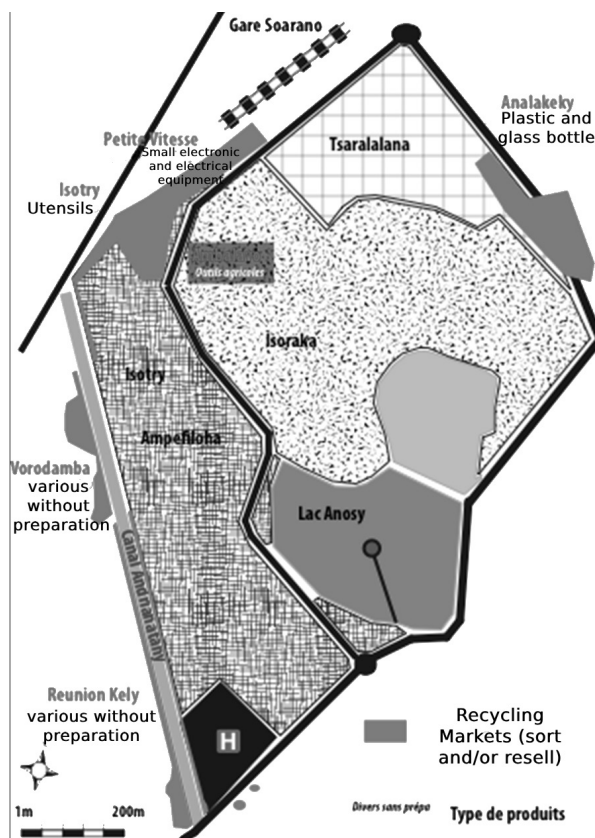 Gare Soarano
Analakeky
Plastic and
glass bottle
Tsaralalana
Petite Vitesse
Small electronic
and electrical
equipment
Isotry
Utensils
Outils agricoles
Isoraka
Isotry
Ampefiloha
Vorodamba
various
without
preparation
Lac Anosy
Canal Andriantany
Reunion Kely
various without
preparation
H
Recycling
Markets (sort
and/or resell)
1m
200m
Divers sans prépa
Type de produits